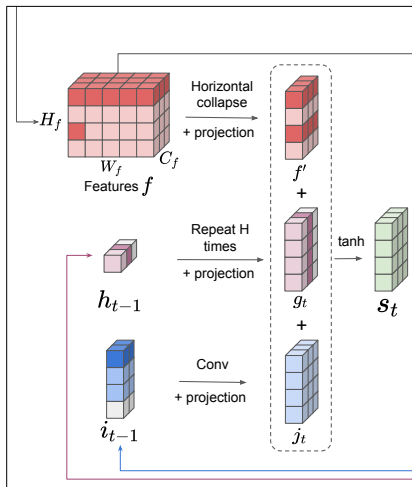 Horizontal
collapse
+ projection
H_f
W_f
C_f
Features f
f'
+
Repeat H
times
+ projection
tanh
h_{t-1}
g_t
s_t
+
Conv
+ projection
i_{t-1}
j_t